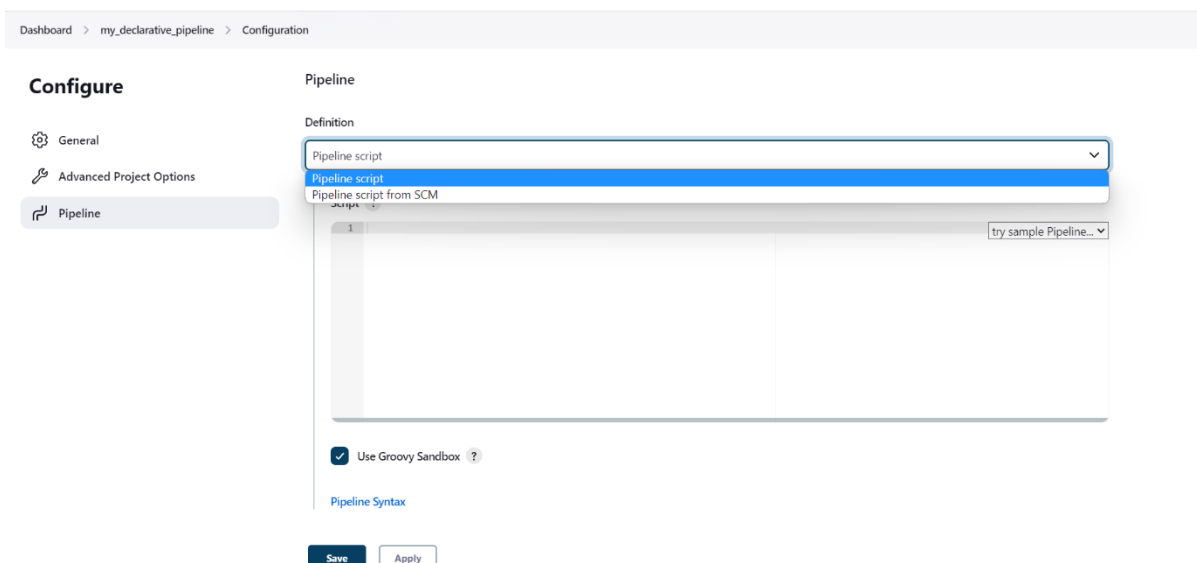 Dashboard > my_declarative_pipeline > Configuration
Configure
General
Advanced Project Options
Pipeline
Pipeline
Definition
Pipeline script
Pipeline script
Pipeline script from SCM
Script ?
1
try sample Pipeline...
Use Groovy Sandbox ?
Pipeline Syntax
Save Apply